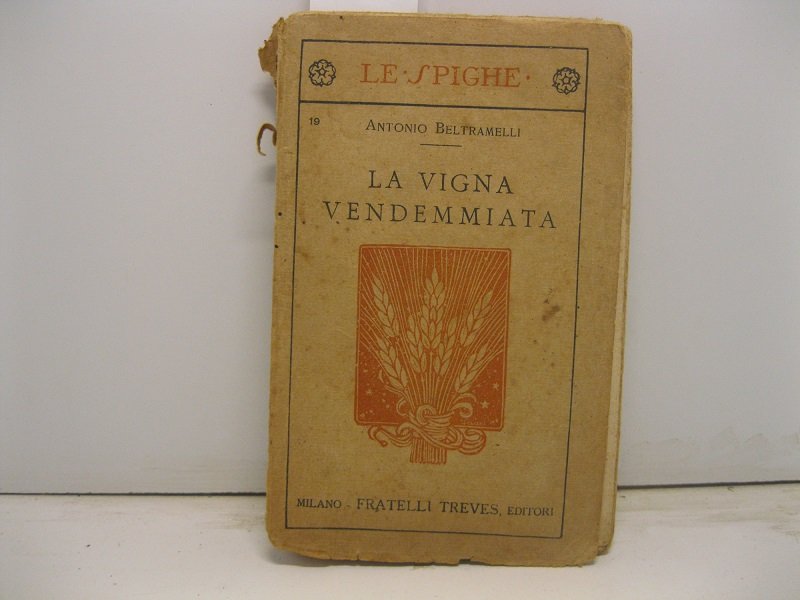 LE · SPIGHE ·
19
ANTONIO BELTRAMELLI
LA VIGNA
VENDEMMIATA
MILANO - FRATELLI TREVES, EDITORI